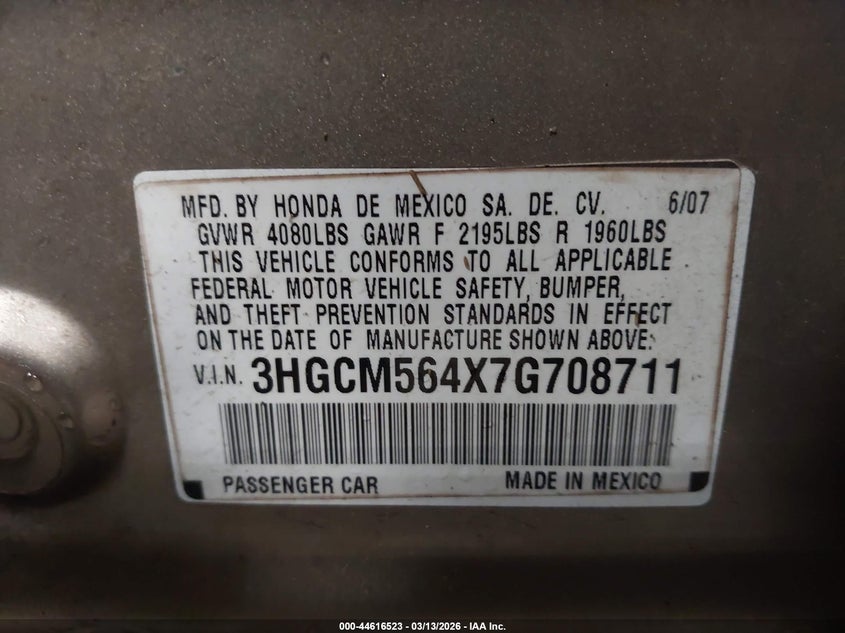 MFD. BY HONDA DE MEXICO SA. DE. CV. 6/07
GVWR 4080LBS GAWR F 2195LBS R 1960LBS
THIS VEHICLE CONFORMS TO ALL APPLICABLE
FEDERAL MOTOR VEHICLE SAFETY, BUMPER,
AND THEFT PREVENTION STANDARDS IN EFFECT
ON THE DATE OF MANUFACTURE SHOWN ABOVE:
V.I.N. 3HGCM564X7G708711
PASSENGER CAR MADE IN MEXICO
000-44616523 — 03/13/2026 — IAA Inc.